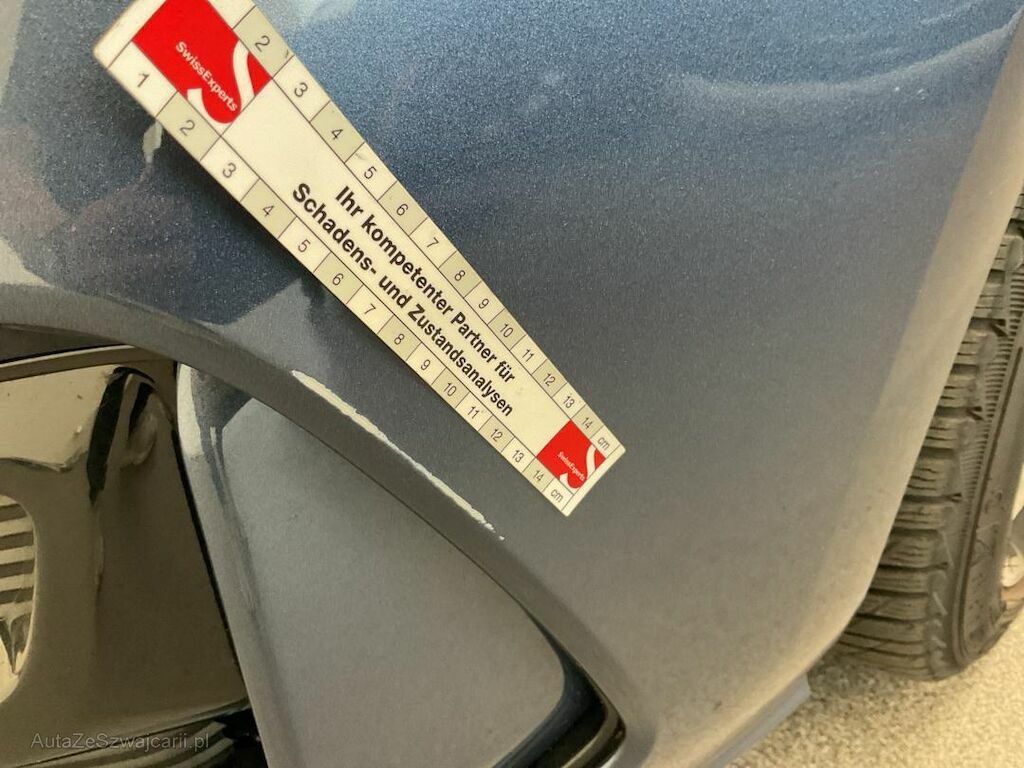 SwissExperts
2 3 4 5 6 7 8 9 10 11 12 13 14 cm
Ihr kompetenter Partner für
Schadens- und Zustandsanalysen
1 2 3 4 5 6 7 8 9 10 11 12 13 14 cm
SwissExperts
AutaZeSzwajcarii.pl